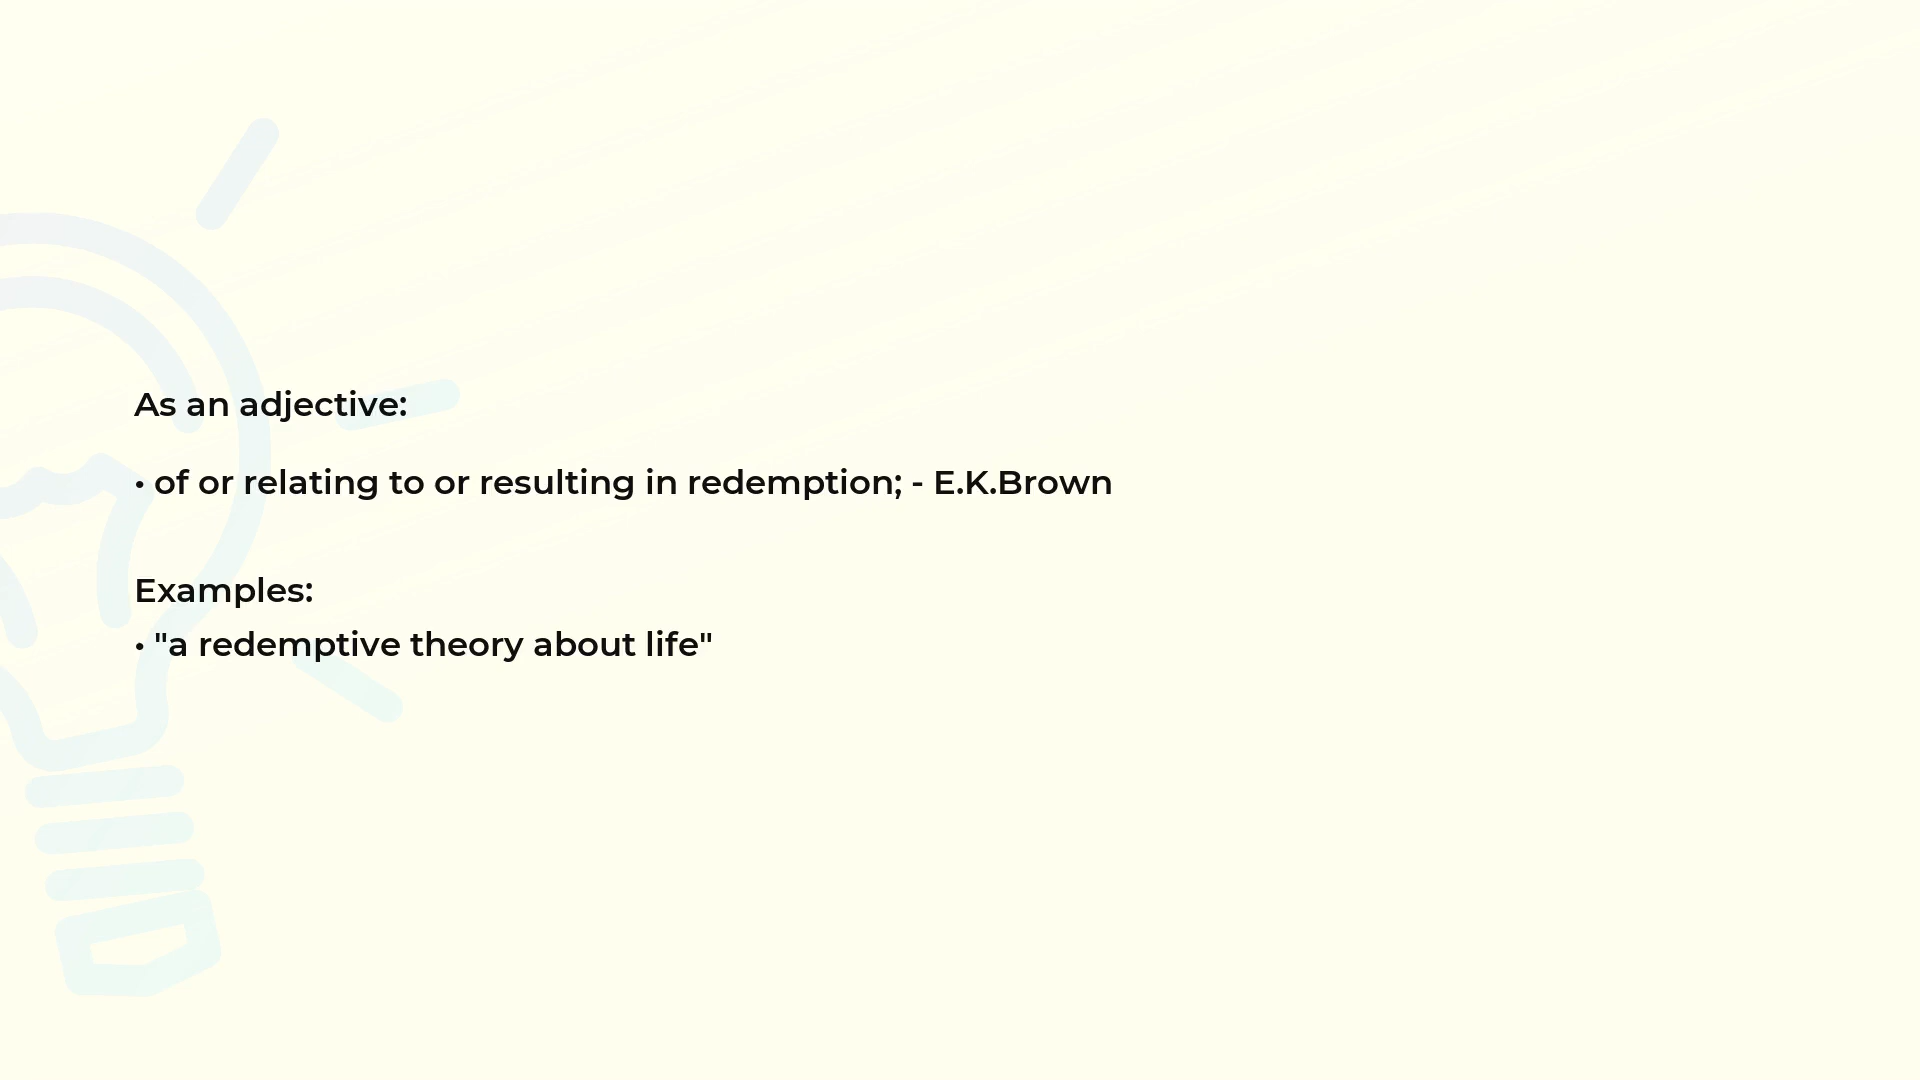 As an adjective:
• of or relating to or resulting in redemption; - E.K.Brown
Examples:
• "a redemptive theory about life"